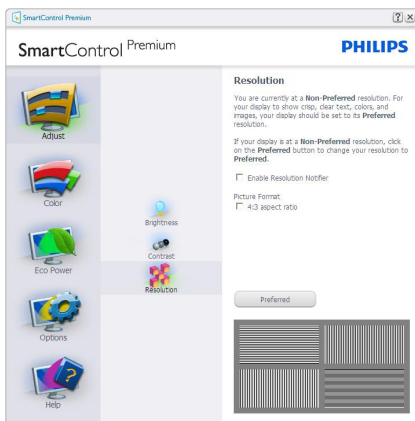 SmartControl Premium
SmartControl Premium
PHILIPS
Adjust
Color
Eco Power
Options
Help
Brightness
Contrast
Resolution
Resolution
You are currently at a Non-Preferred resolution. For
your display to show crisp, clear text, colors, and
images, your display should be set to its Preferred
resolution.
If your display is at a Non-Preferred resolution, click
on the Preferred button to change your resolution to
Preferred.
Enable Resolution Notifier
Picture Format
4:3 aspect ratio
Preferred